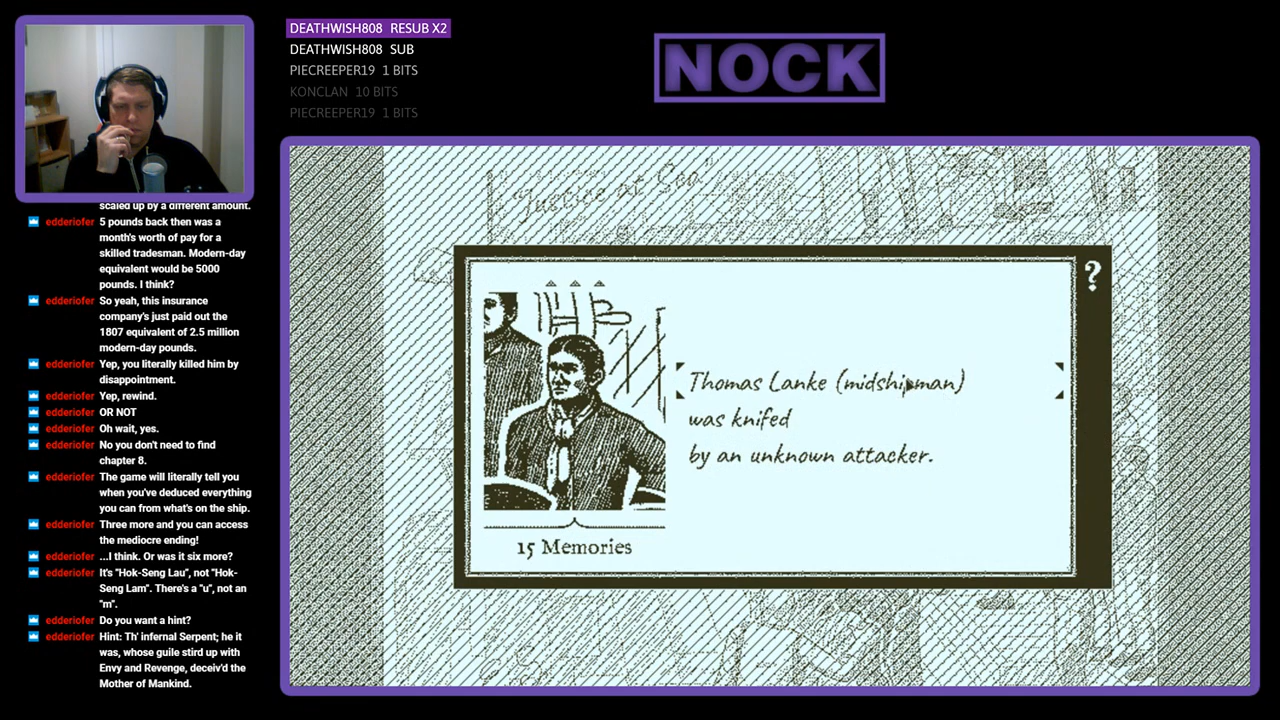 DEATHWISH808 RESUB X2
DEATHWISH808 SUB
PIECREEPER19 1 BITS
KONCLAN 10 BITS
PIECREEPER19 1 BITS
NOCK
scaled up by a different amount.
edderiofer 5 pounds back then was a
month's worth of pay for a
skilled tradesman. Modern-day
equivalent would be 5000
pounds. I think?
edderiofer So yeah, this insurance
company's just paid out the
1807 equivalent of 2.5 million
modern-day pounds.
edderiofer Yep, you literally killed him by
disappointment.
edderiofer Yep, rewind.
edderiofer OR NOT
edderiofer Oh wait, yes.
edderiofer No you don't need to find
chapter 8.
edderiofer The game will literally tell you
when you've deduced everything
you can from what's on the ship.
edderiofer Three more and you can access
the mediocre ending!
edderiofer ...I think. Or was it six more?
edderiofer It's "Hok-Seng Lau", not "Hok-
Seng Lam". There's a "u", not an
"m".
edderiofer Do you want a hint?
edderiofer Hint: Th' infernal Serpent; he it
was, whose guile stird up with
Envy and Revenge, deceiv'd the
Mother of Mankind.
"Justice at Sea"
?
Thomas Lanke (midshipman)
was knifed
by an unknown attacker.
15 Memories